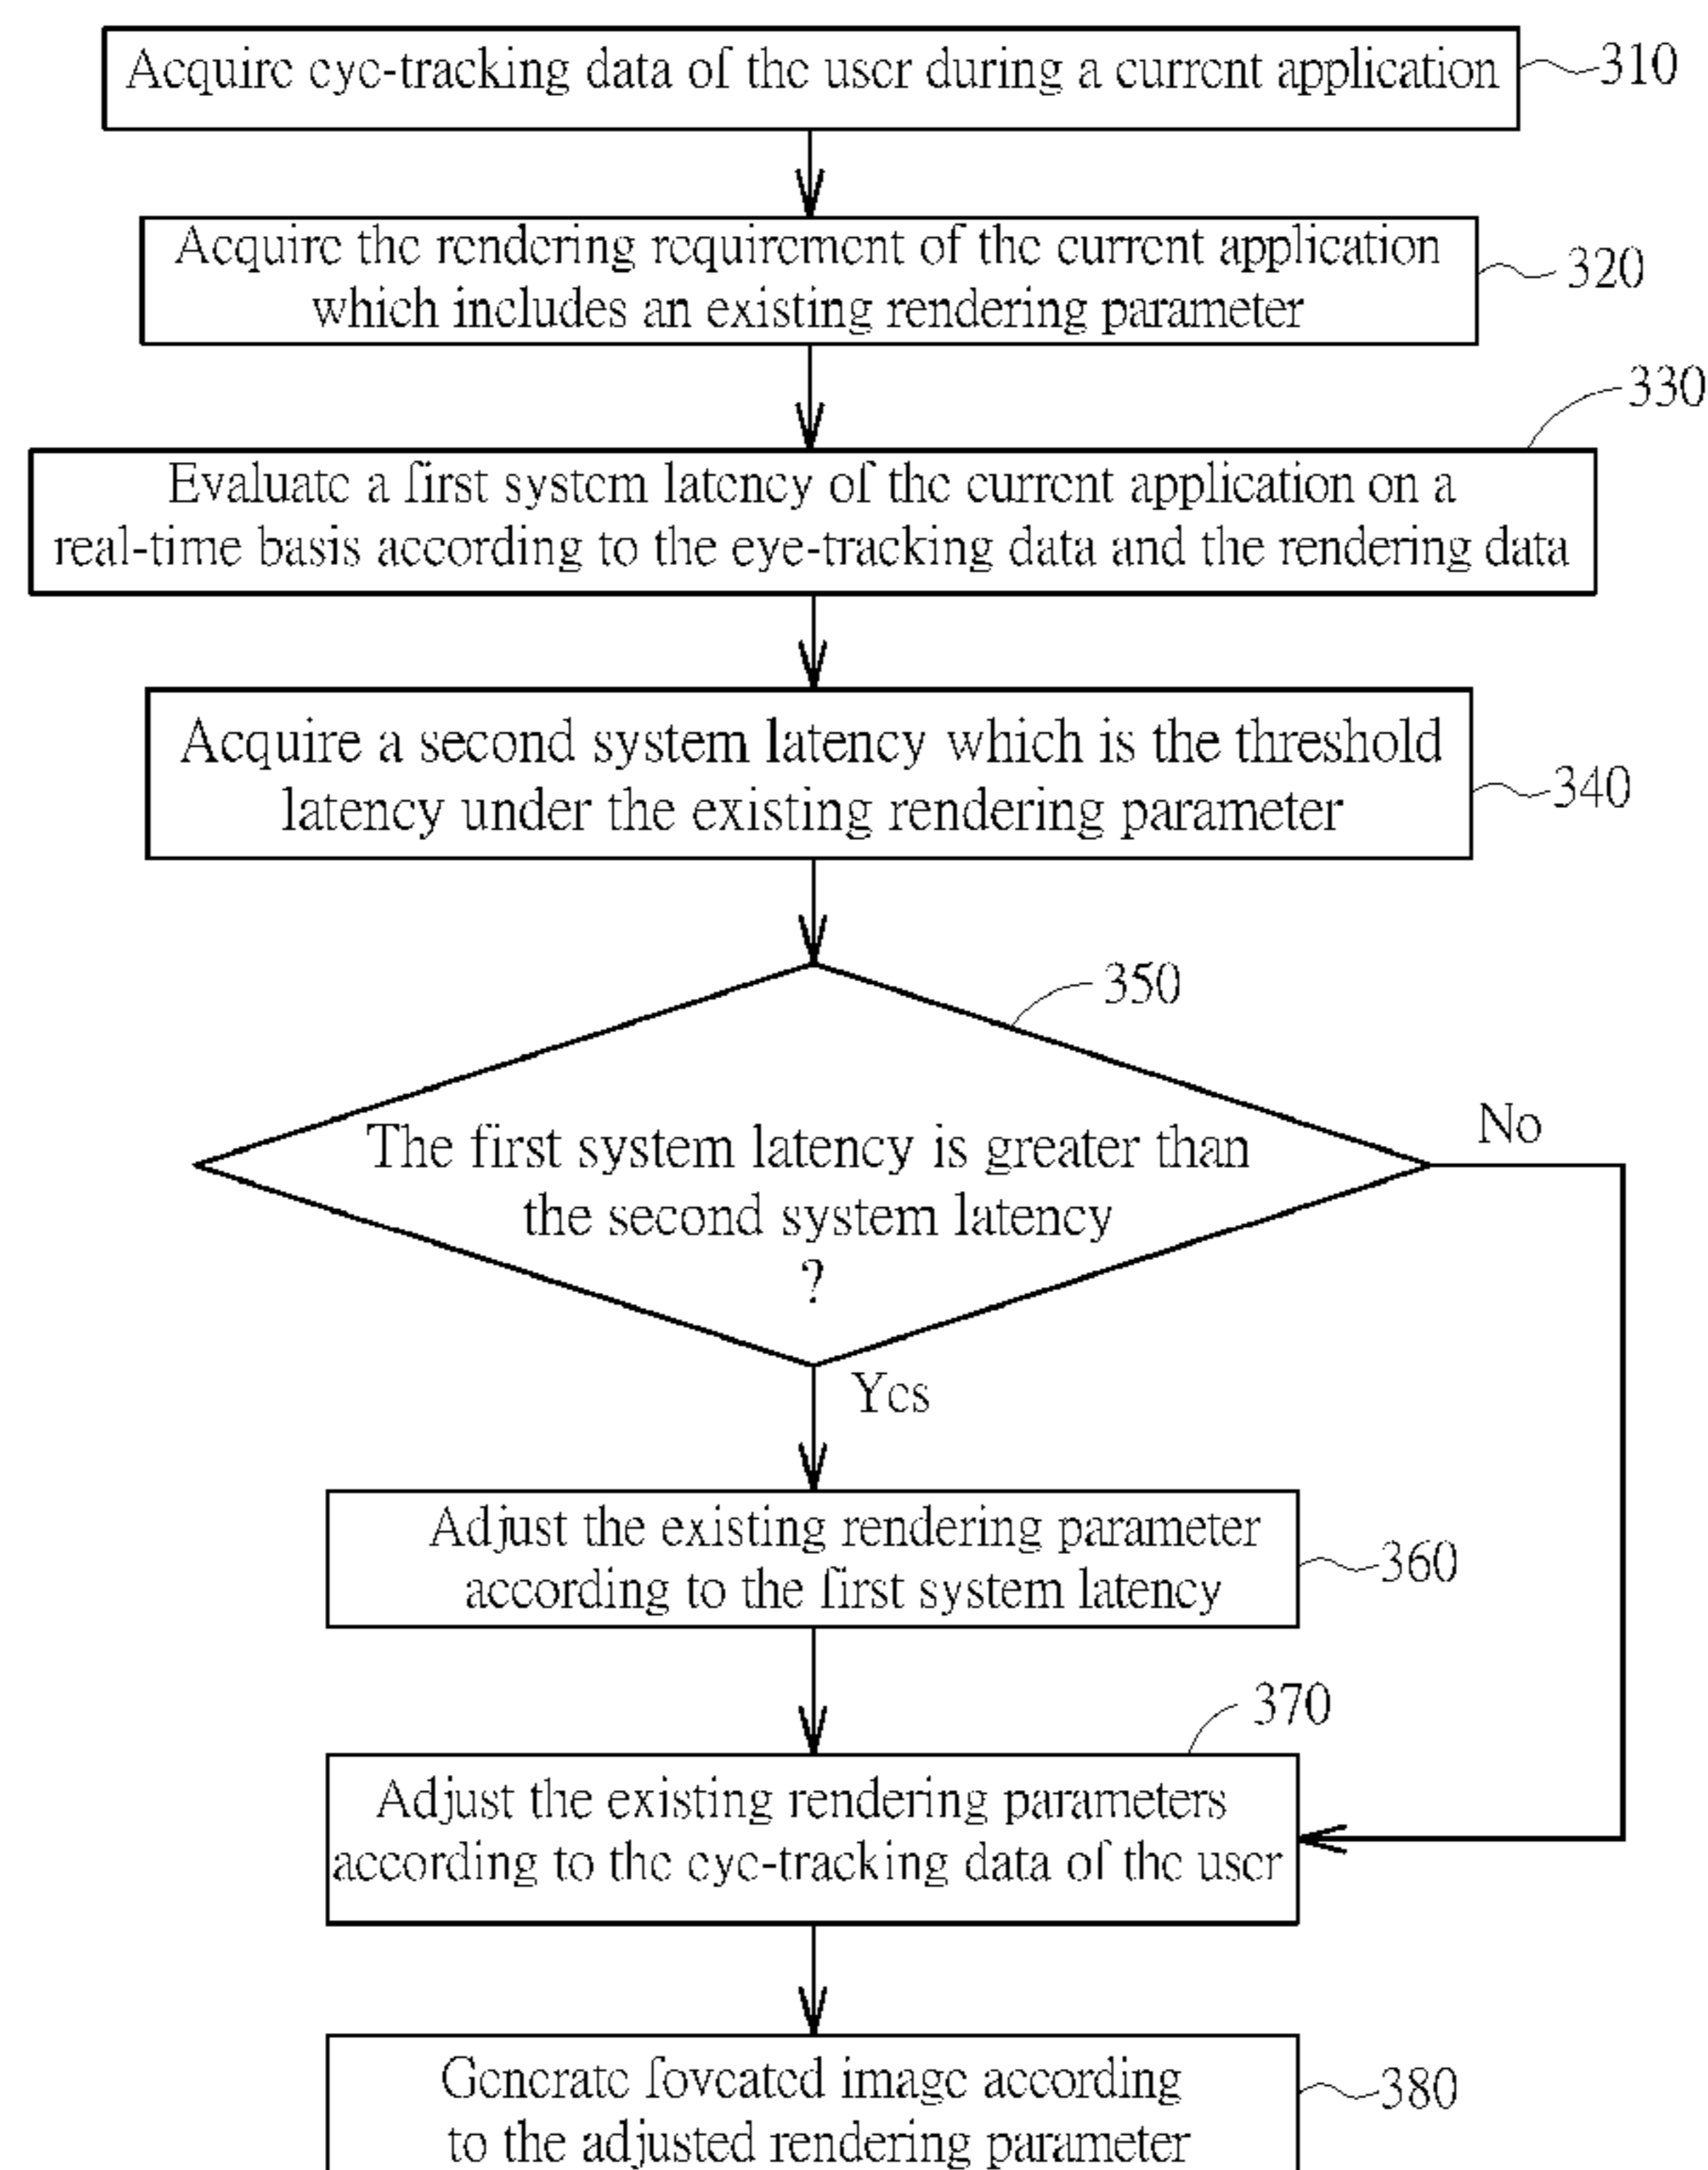 Acquire eye-tracking data of the user during a current application
310
Acquire the rendering requirement of the current application
which includes an existing rendering parameter
320
330
Evaluate a first system latency of the current application on a
real-time basis according to the eye-tracking data and the rendering data
Acquire a second system latency which is the threshold
latency under the existing rendering parameter
340
350
The first system latency is greater than
the second system latency
?
No
Yes
Adjust the existing rendering parameter
according to the first system latency
360
370
Adjust the existing rendering parameters
according to the eye-tracking data of the user
Generate foveated image according
to the adjusted rendering parameter
380